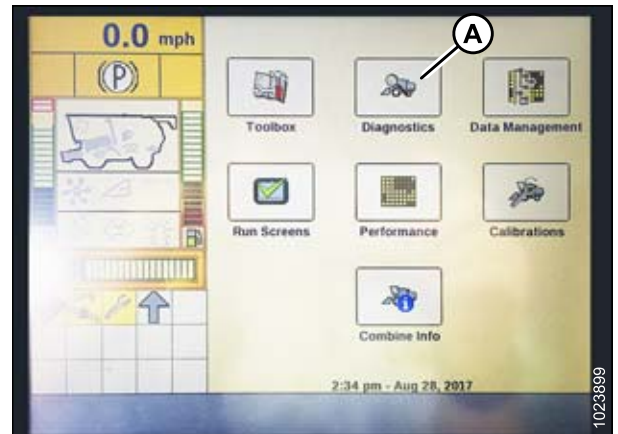 0.0 mph
(P)
A
Toolbox
Diagnostics
Data Management
Run Screens
Performance
Calibrations
Combine Info
2:34 pm - Aug 28, 2017
1023899